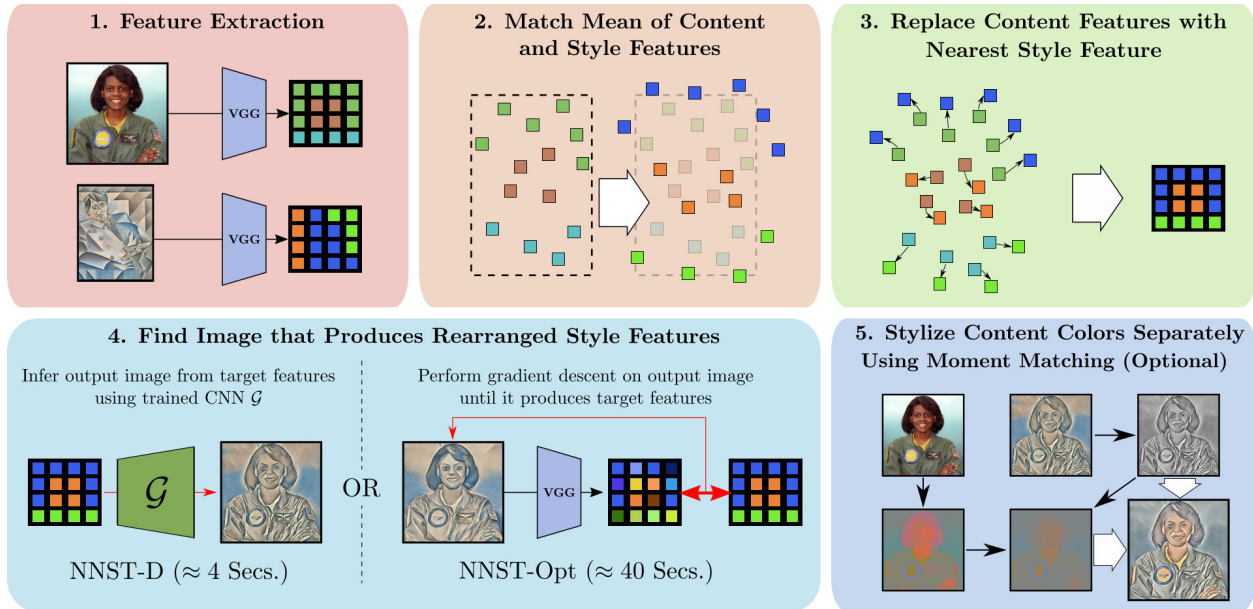 1. Feature Extraction
VGG
VGG
2. Match Mean of Content
and Style Features
3. Replace Content Features with
Nearest Style Feature
4. Find Image that Produces Rearranged Style Features
Infer output image from target features
using trained CNN 𝒢
𝒢
NNST-D (≈ 4 Secs.)
OR
Perform gradient descent on output image
until it produces target features
VGG
NNST-Opt (≈ 40 Secs.)
5. Stylize Content Colors Separately
Using Moment Matching (Optional)